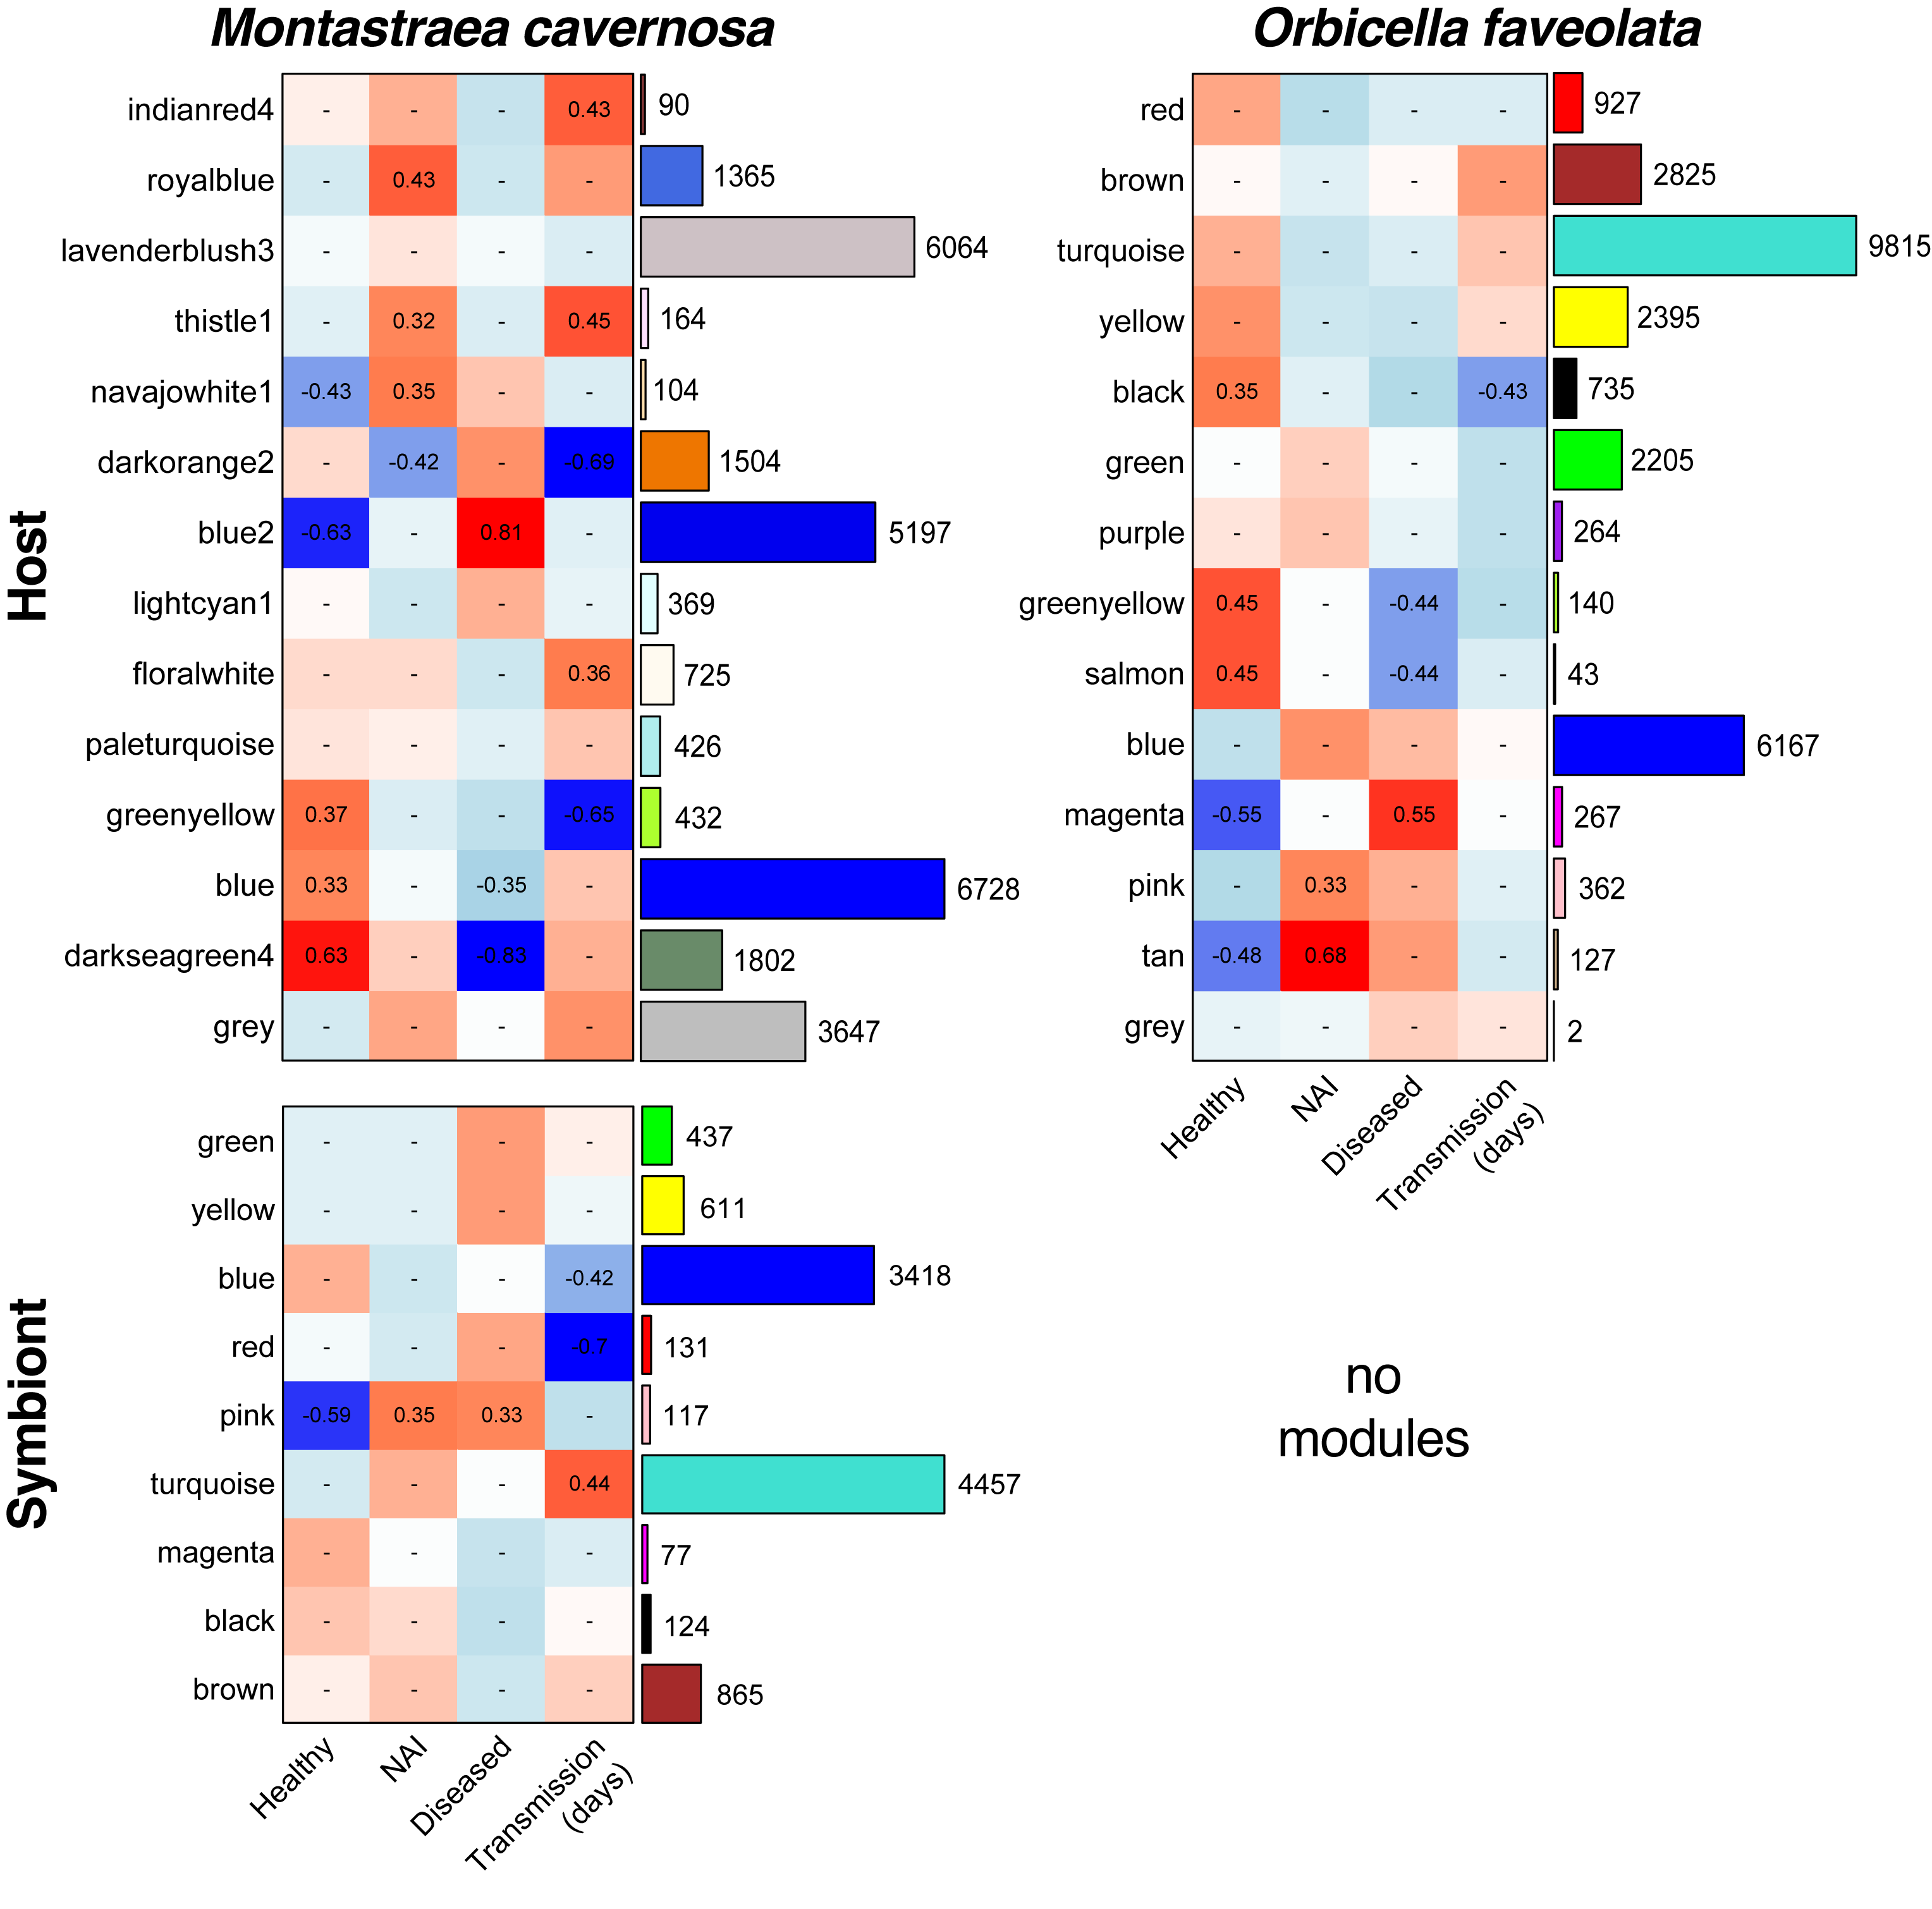 Montastraea cavernosa
Orbicella faveolata
Host
indianred4 - - - 0.43 90
royalblue - 0.43 - - 1365
lavenderblush3 - - - - 6064
thistle1 - 0.32 - 0.45 164
navajowhite1 -0.43 0.35 - - 104
darkorange2 - -0.42 - -0.69 1504
blue2 -0.63 - 0.81 - 5197
lightcyan1 - - - - 369
floralwhite - - - 0.36 725
paleturquoise - - - - 426
greenyellow 0.37 - - -0.65 432
blue 0.33 - -0.35 - 6728
darkseagreen4 0.63 - -0.83 - 1802
grey - - - - 3647
red - - - - 927
brown - - - - 2825
turquoise - - - - 9815
yellow - - - - 2395
black 0.35 - - -0.43 735
green - - - - 2205
purple - - - - 264
greenyellow 0.45 - -0.44 - 140
salmon 0.45 - -0.44 - 43
blue - - - - 6167
magenta -0.55 - 0.55 - 267
pink - 0.33 - - 362
tan -0.48 0.68 - - 127
grey - - - - 2
Healthy
NAI
Diseased
Transmission
(days)
Symbiont
green - - - - 437
yellow - - - - 611
blue - - - -0.42 3418
red - - - -0.7 131
pink -0.59 0.35 0.33 - 117
turquoise - - - 0.44 4457
magenta - - - - 77
black - - - - 124
brown - - - - 865
Healthy
NAI
Diseased
Transmission
(days)
no
modules